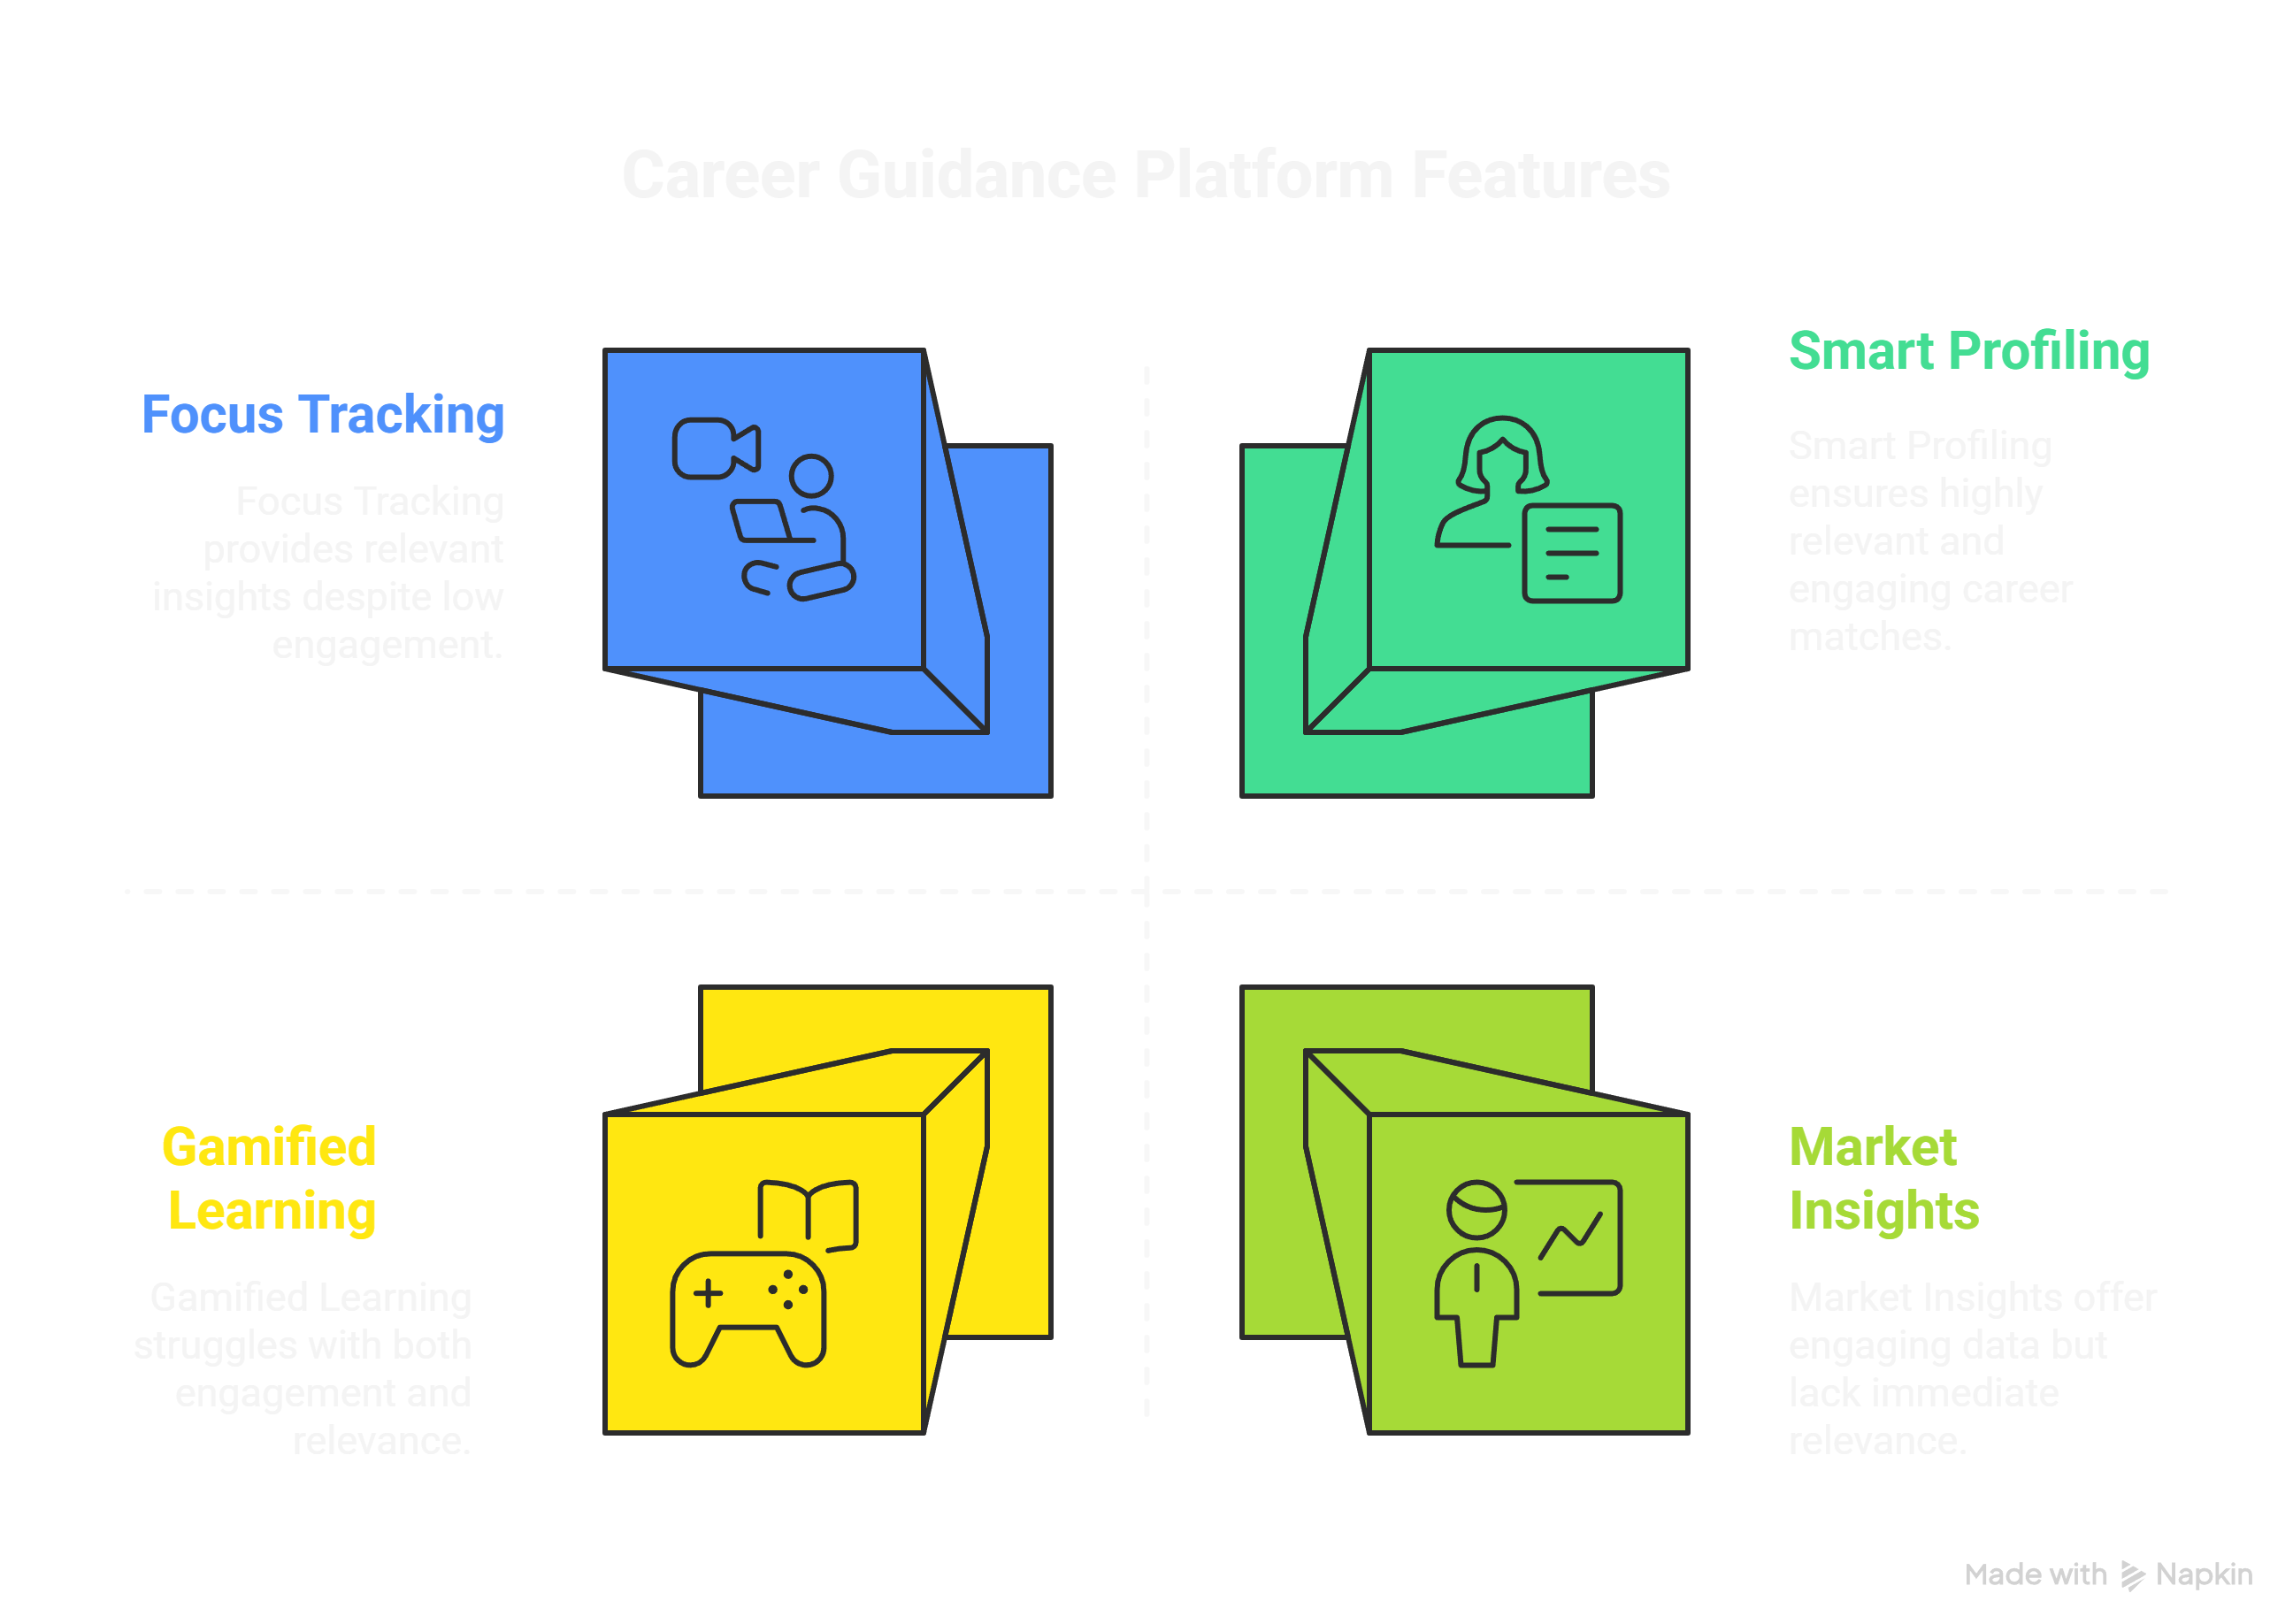 Career Guidance Platform Features
Focus Tracking
Focus Tracking
provides relevant
insights despite low
engagement.
Smart Profiling
Smart Profiling
ensures highly
relevant and
engaging career
matches.
Gamified
Learning
Gamified Learning
struggles with both
engagement and
relevance.
Market
Insights
Market Insights offer
engaging data but
lack immediate
relevance.
Made with Napkin